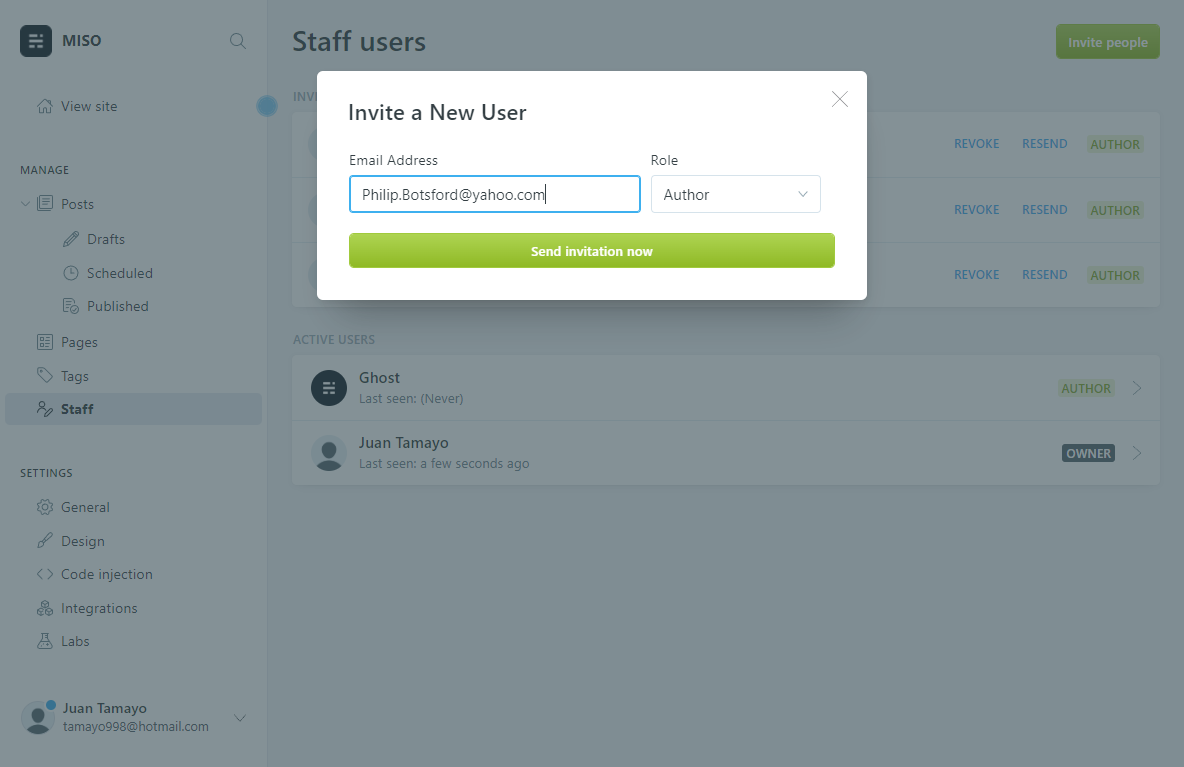 MISO
View site
MANAGE
Posts
Drafts
Scheduled
Published
Pages
Tags
Staff
SETTINGS
General
Design
Code injection
Integrations
Labs
Juan Tamayo
tamayo998@hotmail.com
Staff users
Invite people
Invite a New User
Email Address
Role
Philip.Botsford@yahoo.com
Author
Send invitation now
REVOKE RESEND AUTHOR
REVOKE RESEND AUTHOR
REVOKE RESEND AUTHOR
ACTIVE USERS
Ghost
Last seen: (Never)
AUTHOR
Juan Tamayo
Last seen: a few seconds ago
OWNER